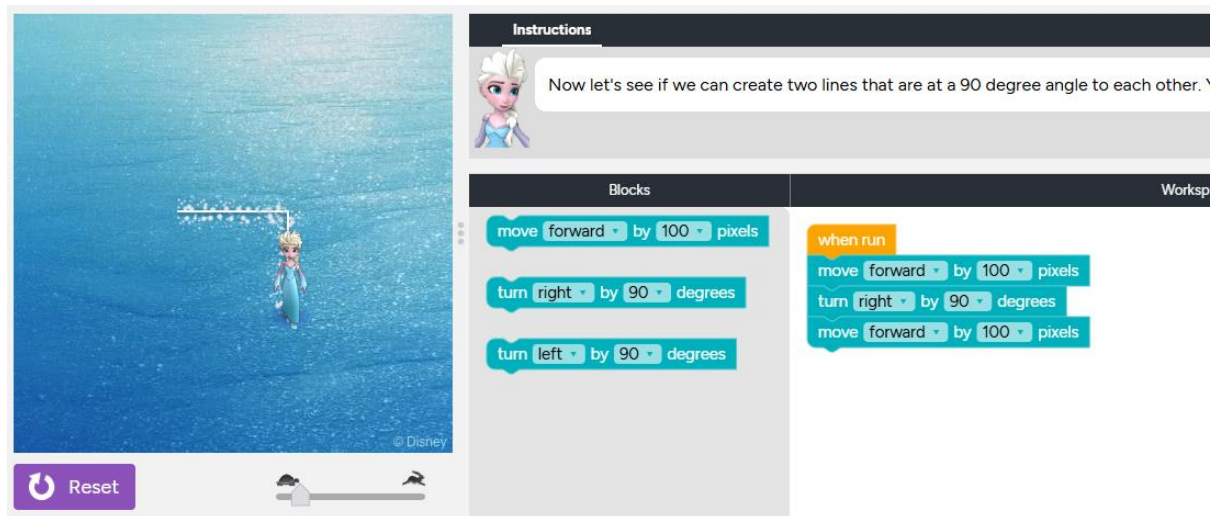 Instructions
Now let's see if we can create two lines that are at a 90 degree angle to each other.
Blocks
Worksp
move forward by 100 pixels
turn right by 90 degrees
turn left by 90 degrees
when run
move forward by 100 pixels
turn right by 90 degrees
move forward by 100 pixels
© Disney
Reset